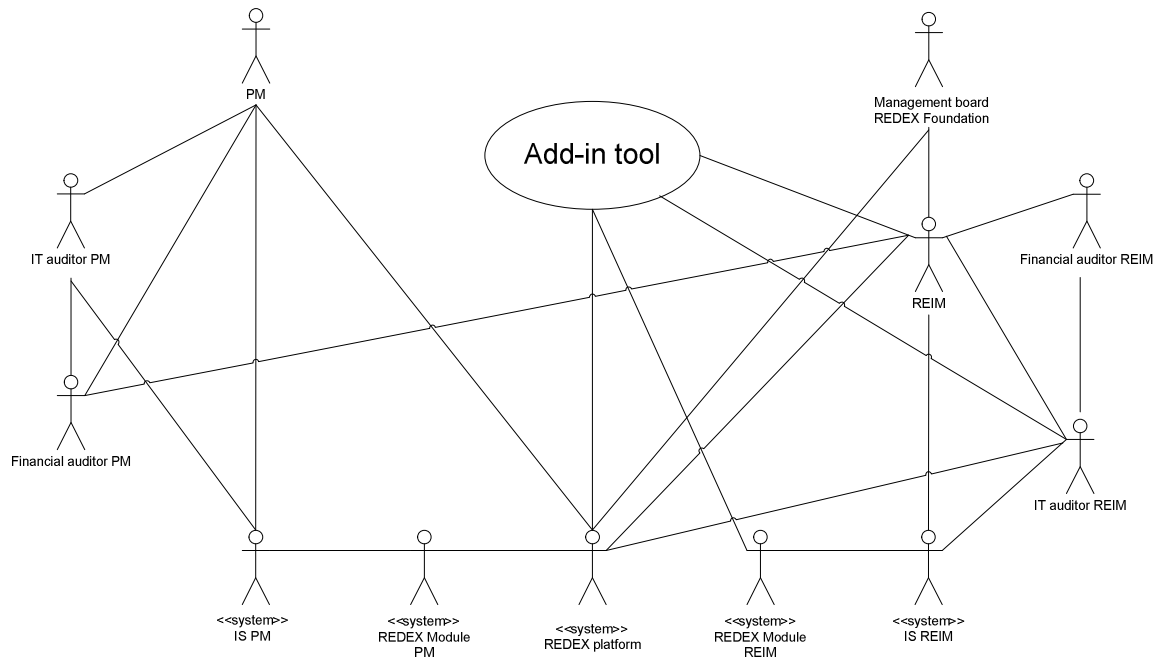 PM
Management board
REDEX Foundation
Add-in tool
IT auditor PM
Financial auditor REIM
REIM
Financial auditor PM
IT auditor REIM
<<system>>
IS PM
<<system>>
REDEX Module
PM
<<system>>
REDEX platform
<<system>>
REDEX Module
REIM
<<system>>
IS REIM